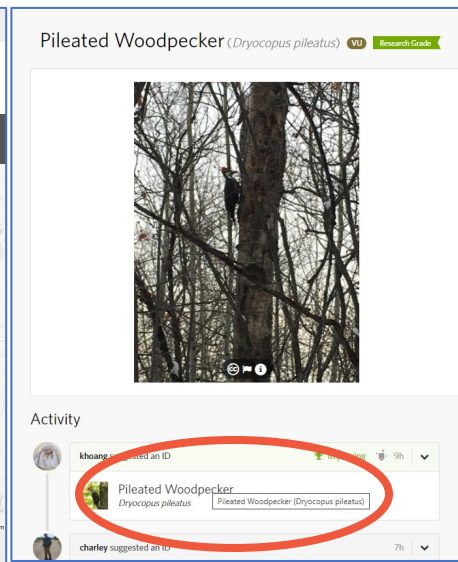 Pileated Woodpecker (Dryocopus pileatus) VU Research Grade
Activity
khoang suggested an ID Improving 9h
Pileated Woodpecker
Dryocopus pileatus
Pileated Woodpecker (Dryocopus pileatus)
charley suggested an ID 7h